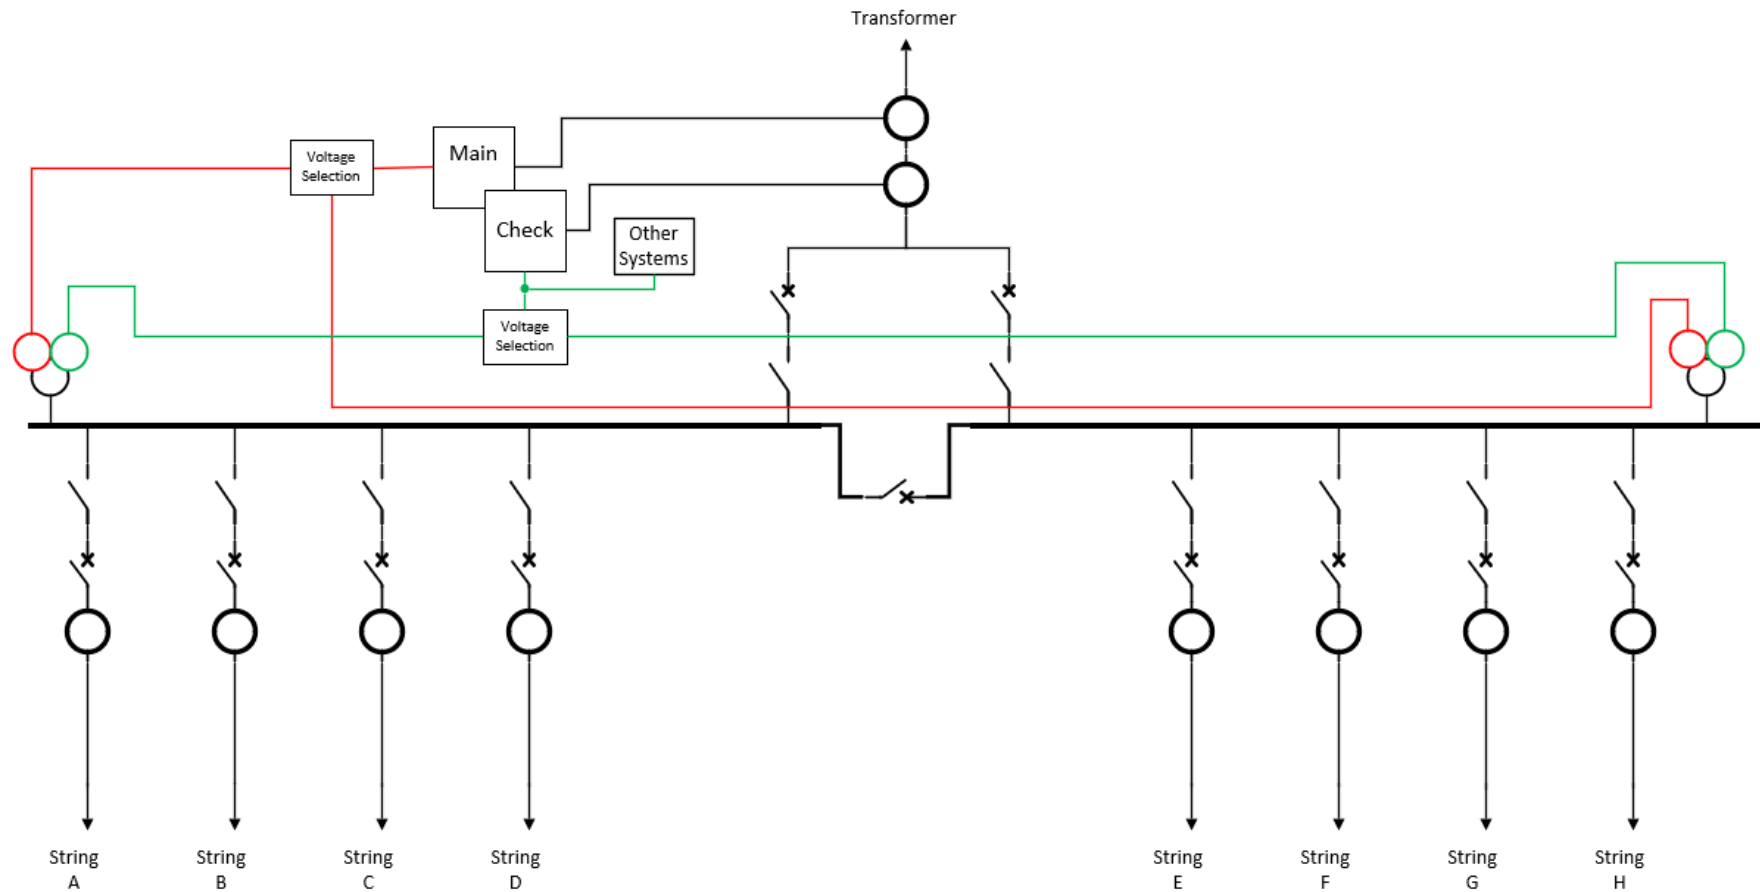 Transformer
Main
Voltage
Selection
Check
Other
Systems
Voltage
Selection
String
A
String
B
String
C
String
D
String
E
String
F
String
G
String
H